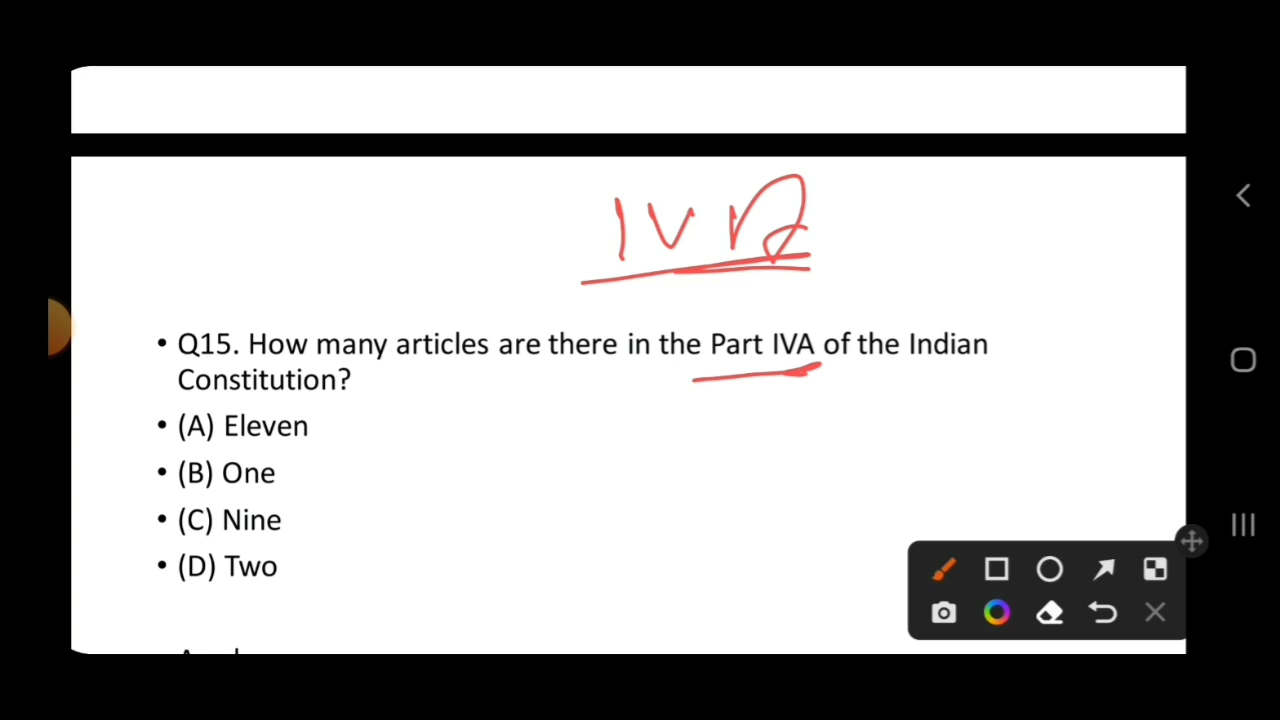 IVA
• Q15. How many articles are there in the Part IVA of the Indian
Constitution?
• (A) Eleven
• (B) One
• (C) Nine
• (D) Two